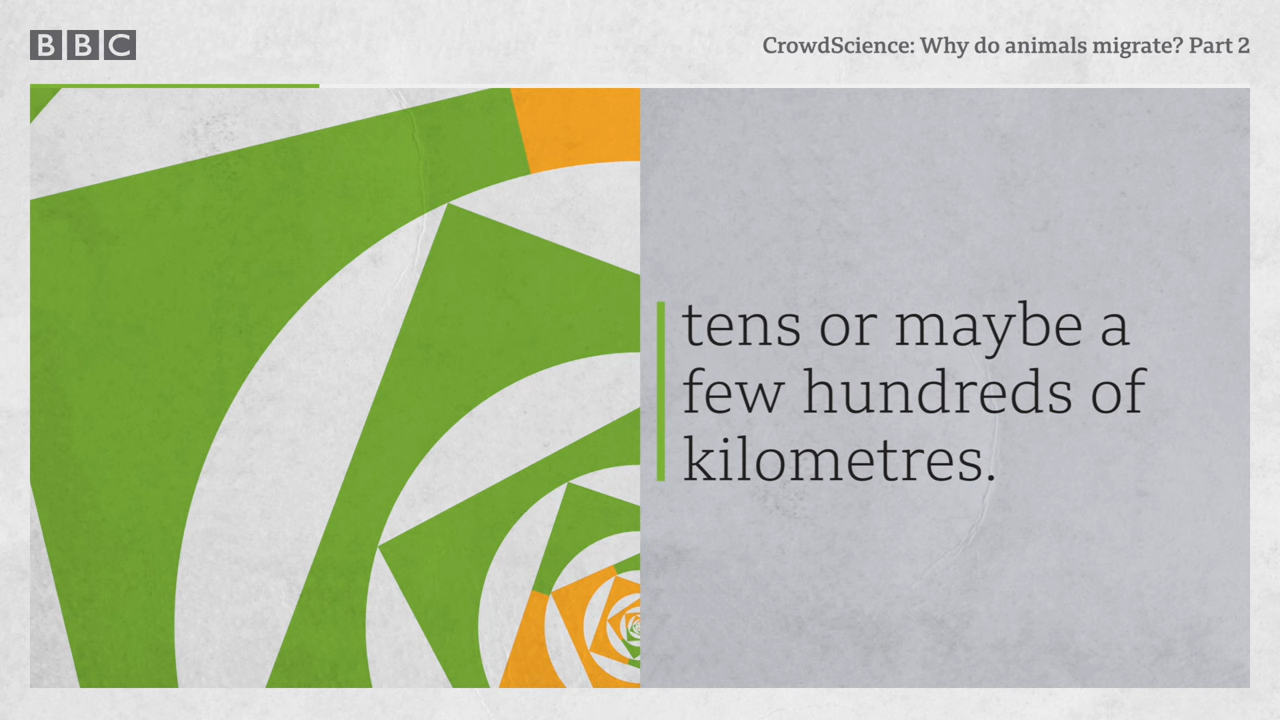 BBC
CrowdScience: Why do animals migrate? Part 2
tens or maybe a
few hundreds of
kilometres.